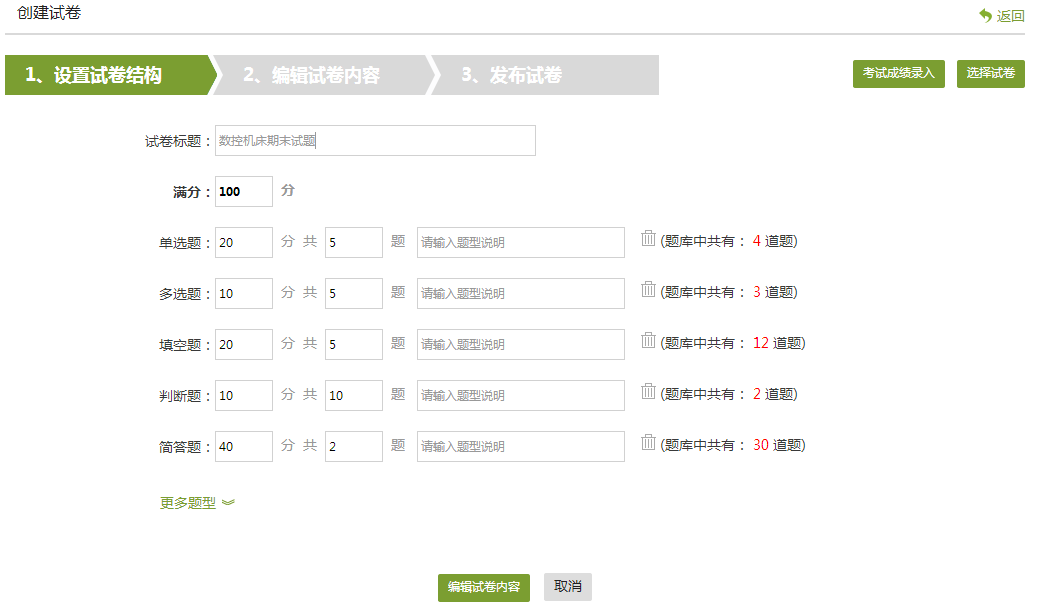 创建试卷 返回
1、设置试卷结构 2、编辑试卷内容 3、发布试卷 考试成绩录入 选择试卷
试卷标题： 数控机床期末试题
满分： 100 分
单选题： 20 分 共 5 题 请输入题型说明 (题库中共有： 4 道题)
多选题： 10 分 共 5 题 请输入题型说明 (题库中共有： 3 道题)
填空题： 20 分 共 5 题 请输入题型说明 (题库中共有： 12 道题)
判断题： 10 分 共 10 题 请输入题型说明 (题库中共有： 2 道题)
简答题： 40 分 共 2 题 请输入题型说明 (题库中共有： 30 道题)
更多题型
编辑试卷内容 取消